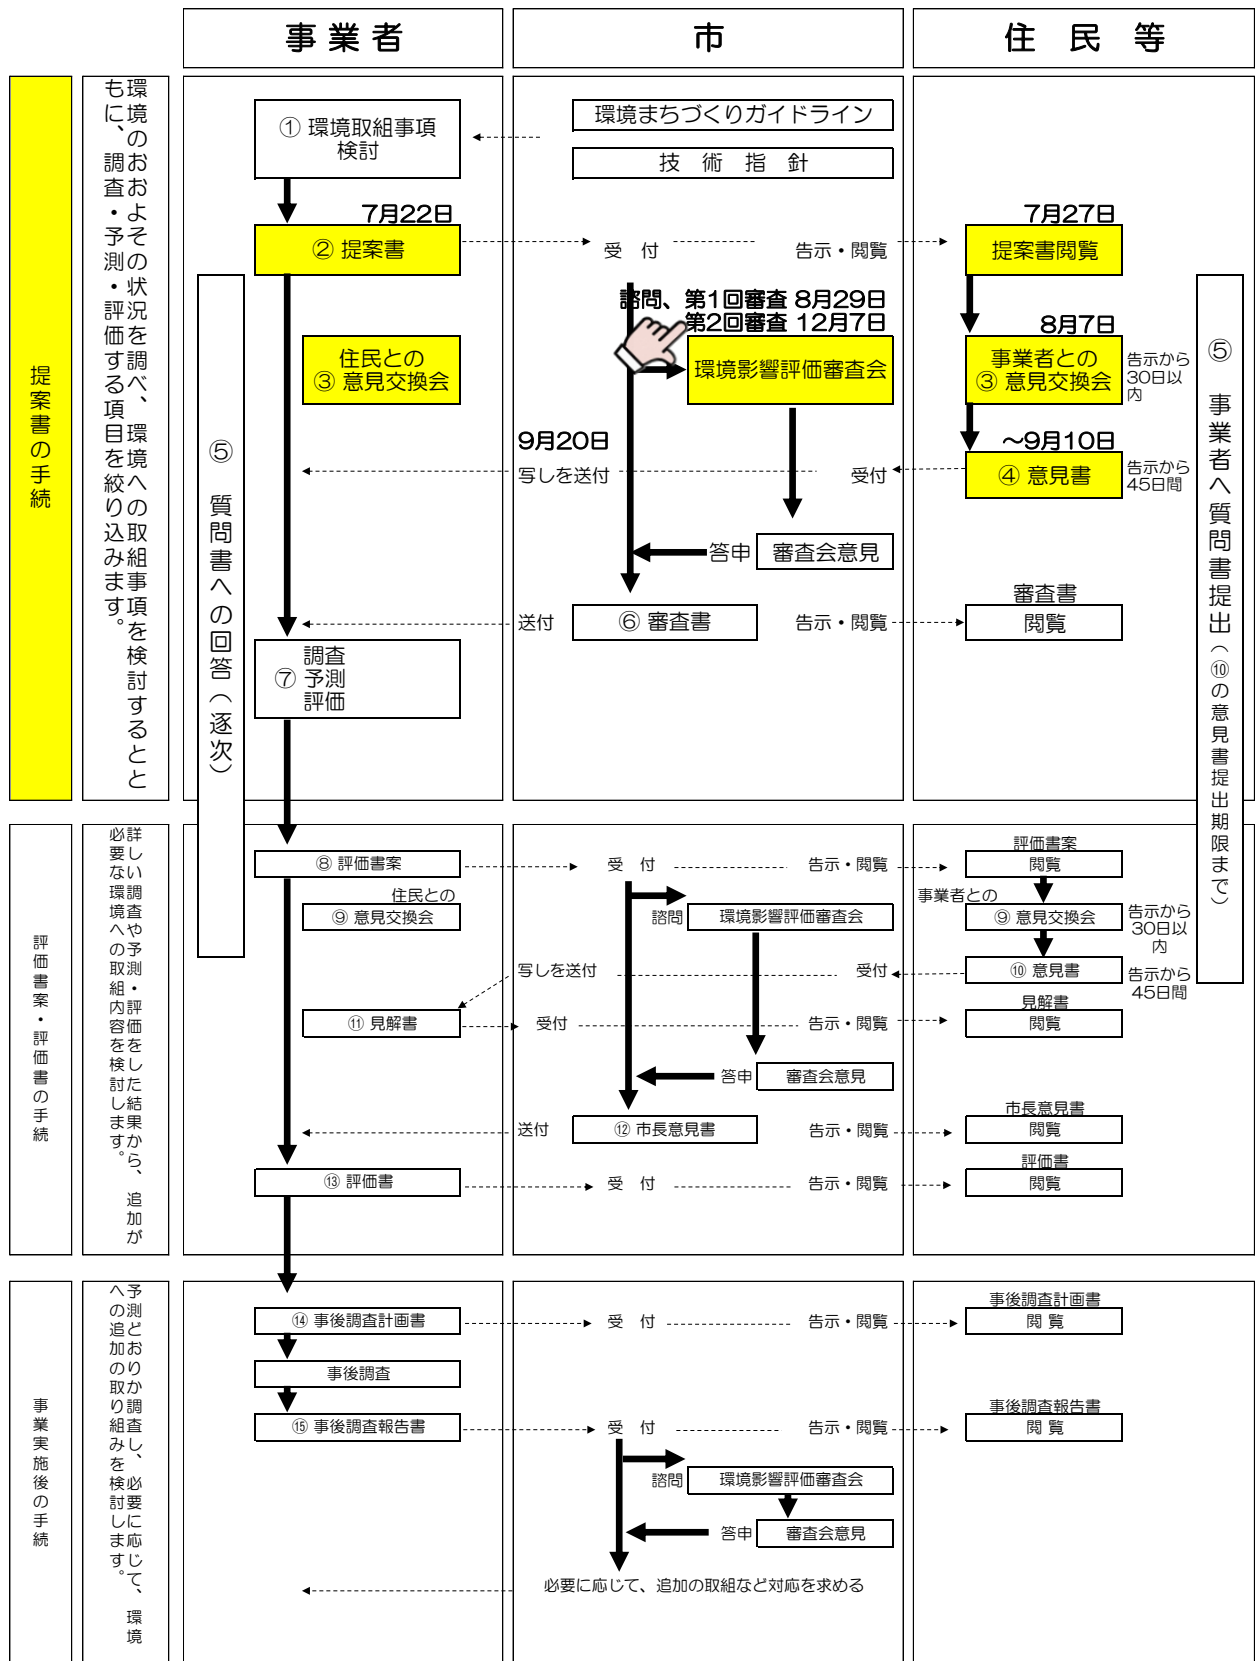 事業者
市
住民等
提案書の手続
環境のおおよその状況を調べ、環境への取組事項を検討するとと
もに、調査・予測・評価する項目を絞り込みます。
① 環境取組事項
検討
環境まちづくりガイドライン
技術指針
7月22日
② 提案書
受 付
告示・閲覧
7月27日
提案書閲覧
諮問、第1回審査 8月29日
第2回審査 12月7日
環境影響評価審査会
住民との
③ 意見交換会
8月7日
事業者との
③ 意見交換会
告示から
30日以
内
9月20日
写しを送付
受付
～9月10日
④ 意見書
告示から
45日間
答申
審査会意見
送付
⑥ 審査書
告示・閲覧
審査書
閲覧
⑦
調査
予測
評価
⑤ 質問書への回答（逐次）
⑤ 事業者へ質問書提出（⑩の意見書提出期限まで）
評価書案・評価書の手続
詳しい調査や予測・評価をした結果から、追加が
必要な環境への取組内容を検討します。
⑧ 評価書案
受 付
告示・閲覧
評価書案
閲覧
住民との
⑨ 意見交換会
諮問
環境影響評価審査会
事業者との
⑨ 意見交換会
告示から
30日以
内
写しを送付
受付
⑩ 意見書
告示から
45日間
⑪ 見解書
受付
告示・閲覧
見解書
閲覧
答申
審査会意見
送付
⑫ 市長意見書
告示・閲覧
市長意見書
閲覧
⑬ 評価書
受 付
告示・閲覧
評価書
閲覧
事業実施後の手続
予測どおりか調査し、必要に応じて、環境
への追加の取り組みを検討します。
⑭ 事後調査計画書
受 付
告示・閲覧
事後調査計画書
閲 覧
事後調査
⑮ 事後調査報告書
受 付
告示・閲覧
事後調査報告書
閲 覧
諮問
環境影響評価審査会
答申
審査会意見
必要に応じて、追加の取組など対応を求める